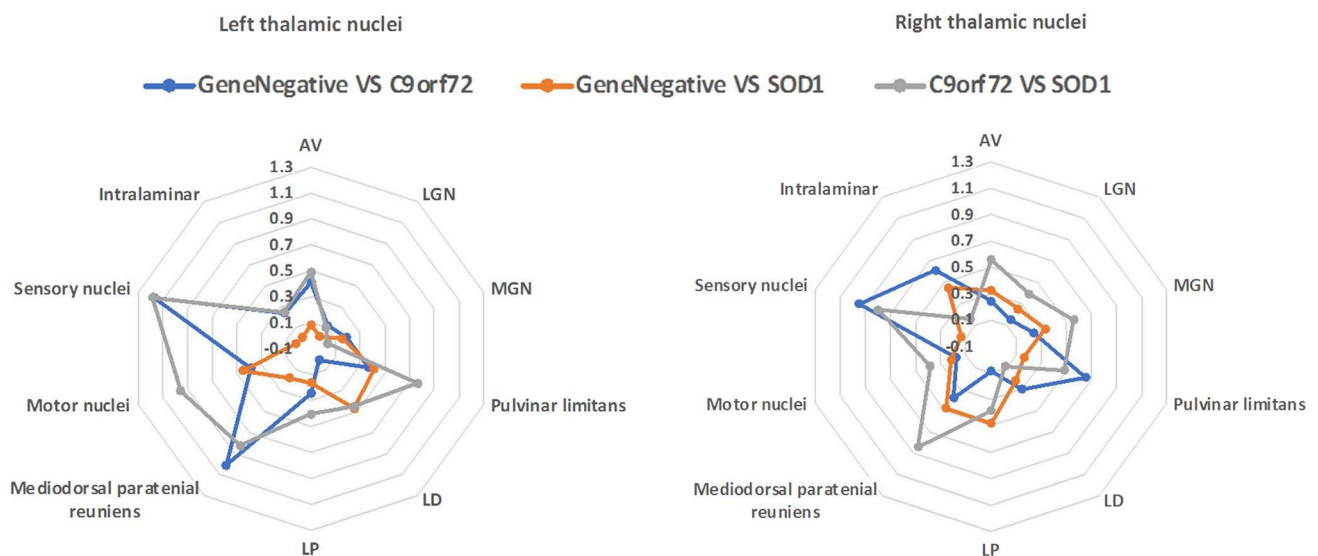 Left thalamic nuclei
Right thalamic nuclei
GeneNegative VS C9orf72
GeneNegative VS SOD1
C9orf72 VS SOD1
AV
1.3
1.1
0.9
0.7
0.5
0.3
0.1
-0.1
LGN
MGN
Pulvinar limitans
LD
LP
Mediodorsal paratenial
reuniens
Motor nuclei
Sensory nuclei
Intralaminar
AV
1.3
1.1
0.9
0.7
0.5
0.3
0.1
-0.1
LGN
MGN
Pulvinar limitans
LD
LP
Mediodorsal paratenial
reuniens
Motor nuclei
Sensory nuclei
Intralaminar